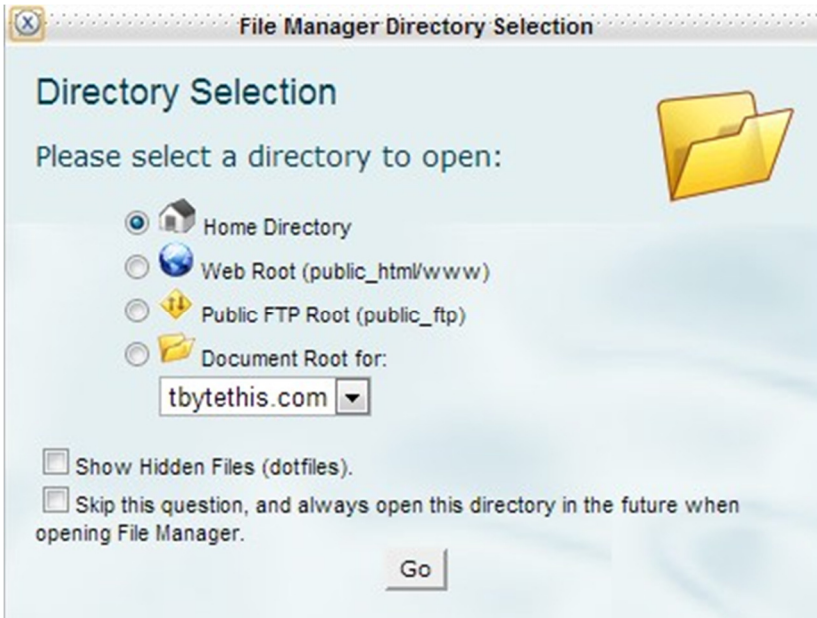 File Manager Directory Selection
Directory Selection
Please select a directory to open:
Home Directory
Web Root (public_html/www)
Public FTP Root (public_ftp)
Document Root for:
tbytethis.com
Show Hidden Files (dotfiles).
Skip this question, and always open this directory in the future when
opening File Manager.
Go